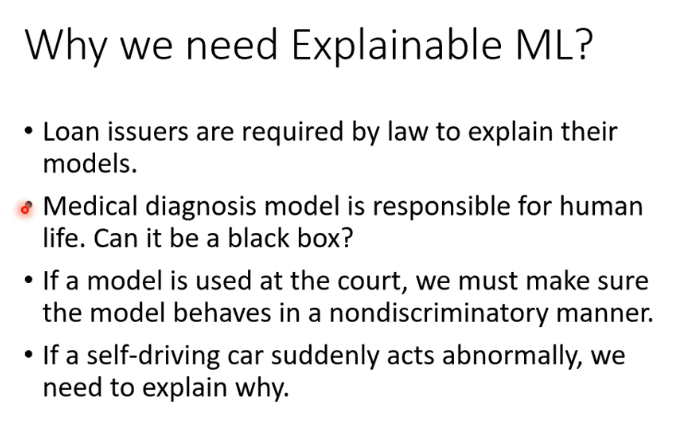 Why we need Explainable ML?
• Loan issuers are required by law to explain their
models.
• Medical diagnosis model is responsible for human
life. Can it be a black box?
• If a model is used at the court, we must make sure
the model behaves in a nondiscriminatory manner.
• If a self-driving car suddenly acts abnormally, we
need to explain why.